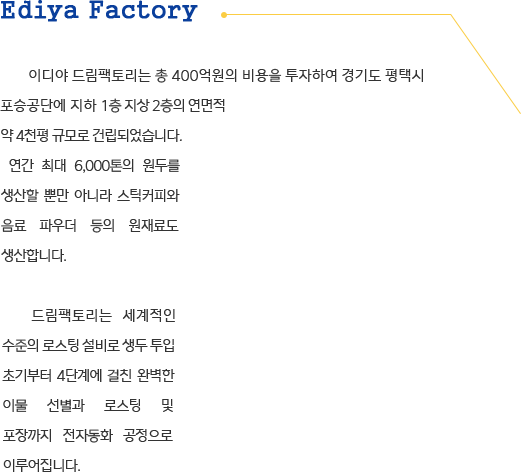 Ediya Factory
이디야 드림팩토리는 총 400억원의 비용을 투자하여 경기도 평택시
포승공단에 지하 1층 지상 2층의 연면적
약 4천평 규모로 건립되었습니다.
연간 최대 6,000톤의 원두를
생산할 뿐만 아니라 스틱커피와
음료 파우더 등의 원재료도
생산합니다.
드림팩토리는 세계적인
수준의 로스팅 설비로 생두 투입
초기부터 4단계에 걸친 완벽한
이물 선별과 로스팅 및
포장까지 전자동화 공정으로
이루어집니다.